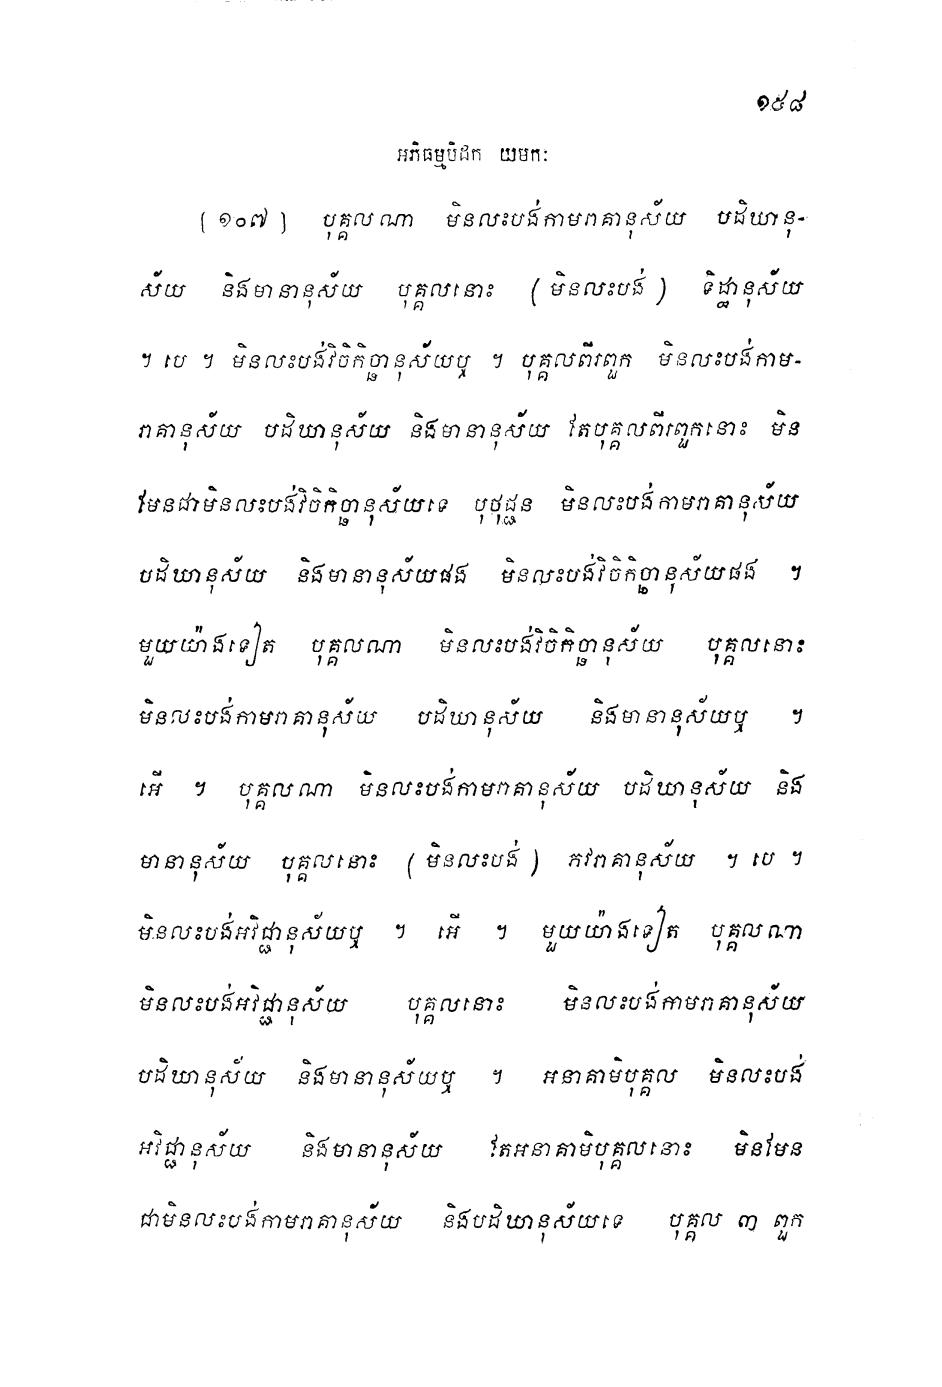 ១៥៨
អភិធម្មបិដក យមកៈ
[ ១០៧ ] បុគ្គលណា មិនលះបង់កាមរាគានុស័យ បដិឃានុ-
ស័យ និងមានានុស័យ បុគ្គលនោះ ( មិនលះបង់ ) ទិដ្ឋានុស័យ
។ បេ ។ មិនលះបង់វិចិកិច្ឆានុស័យឬ ។ បុគ្គលពីរពួក មិនលះបង់កាម-
រាគានុស័យ បដិឃានុស័យ និងមានានុស័យ តែបុគ្គលពីរពួកនោះ មិន
មែនជាមិនលះបង់វិចិកិច្ឆានុស័យទេ បុថុជ្ជន មិនលះបង់កាមរាគានុស័យ
បដិឃានុស័យ និងមានានុស័យផង មិនលះបង់វិចិកិច្ឆានុស័យផង ។
មួយយ៉ាងទៀត បុគ្គលណា មិនលះបង់វិចិកិច្ឆានុស័យ បុគ្គលនោះ
មិនលះបង់កាមរាគានុស័យ បដិឃានុស័យ និងមានានុស័យឬ ។
អើ ។ បុគ្គលណា មិនលះបង់កាមរាគានុស័យ បដិឃានុស័យ និង
មានានុស័យ បុគ្គលនោះ ( មិនលះបង់ ) ភវរាគានុស័យ ។ បេ ។
មិនលះបង់អវិជ្ជានុស័យឬ ។ អើ ។ មួយយ៉ាងទៀត បុគ្គលណា
មិនលះបង់អវិជ្ជានុស័យ បុគ្គលនោះ មិនលះបង់កាមរាគានុស័យ
បដិឃានុស័យ និងមានានុស័យឬ ។ អនាគាមិបុគ្គល មិនលះបង់
អវិជ្ជានុស័យ និងមានានុស័យ តែអនាគាមិបុគ្គលនោះ មិនមែន
ជាមិនលះបង់កាមរាគានុស័យ និងបដិឃានុស័យទេ បុគ្គល ៣ ពួក